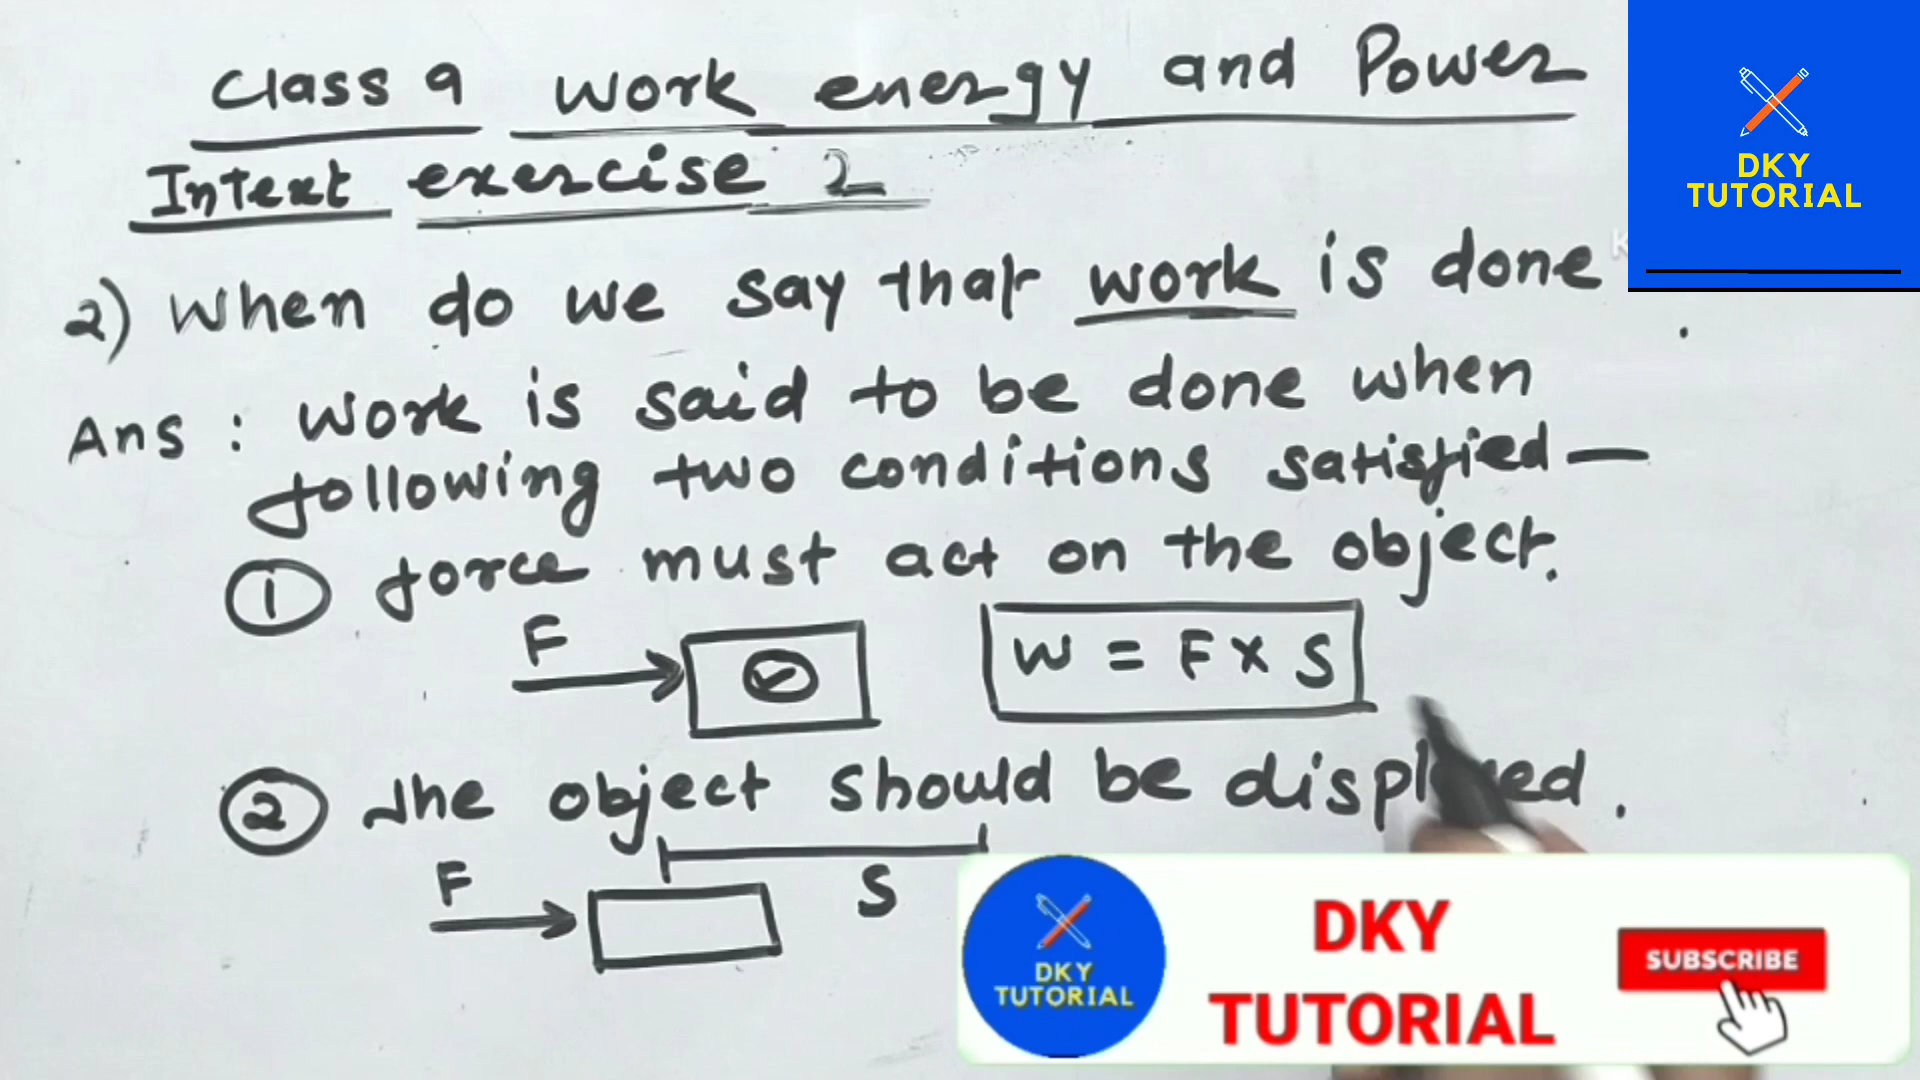 Class 9 work energy and Power
Intext exercise 2
2) When do we say that work is done
Ans : work is said to be done when
following two conditions satisfied —
① force must act on the object.
F
W = F × S
② The object should be displaced.
F
S
DKY
TUTORIAL
DKY
TUTORIAL
DKY
TUTORIAL
SUBSCRIBE